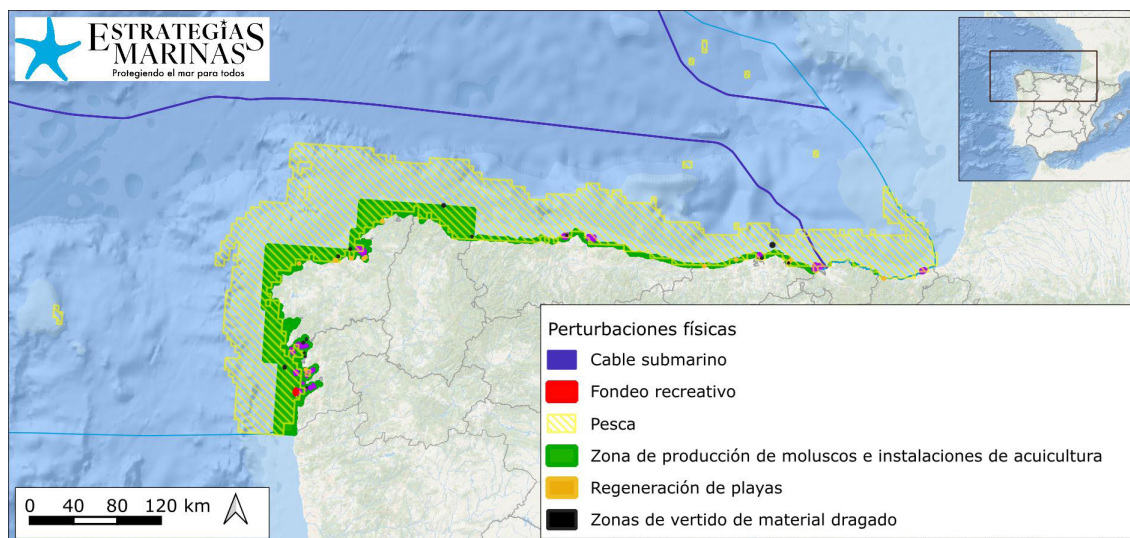 ESTRATEGIAS
MARINAS
Protegiendo el mar para todos
Perturbaciones físicas
Cable submarino
Fondeo recreativo
Pesca
Zona de producción de moluscos e instalaciones de acuicultura
Regeneración de playas
Zonas de vertido de material dragado
0 40 80 120 km